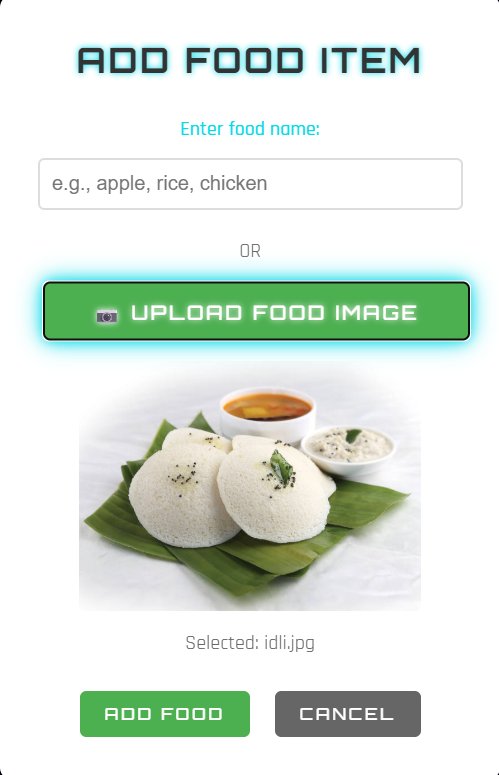 ADD FOOD ITEM
Enter food name:
e.g., apple, rice, chicken
OR
📷 UPLOAD FOOD IMAGE
Selected: idli.jpg
ADD FOOD CANCEL